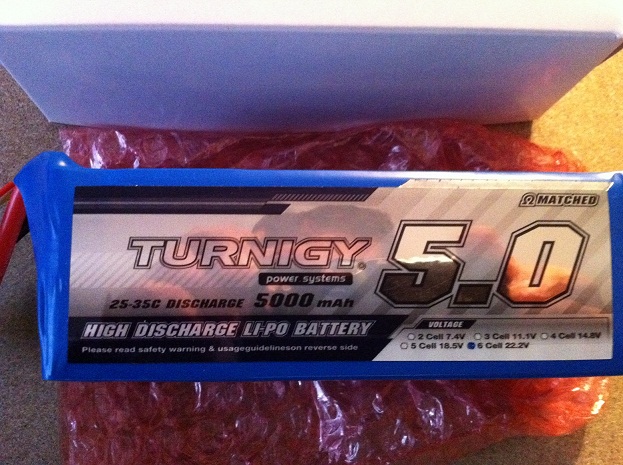 Ω MATCHED
TURNIGY®
power systems
5.0
25-35C DISCHARGE 5000 mAh
HIGH DISCHARGE LI-PO BATTERY
Please read safety warning & usageguidelineson reverse side
VOLTAGE
2 Cell 7.4V 3 Cell 11.1V 4 Cell 14.8V
5 Cell 18.5V 6 Cell 22.2V